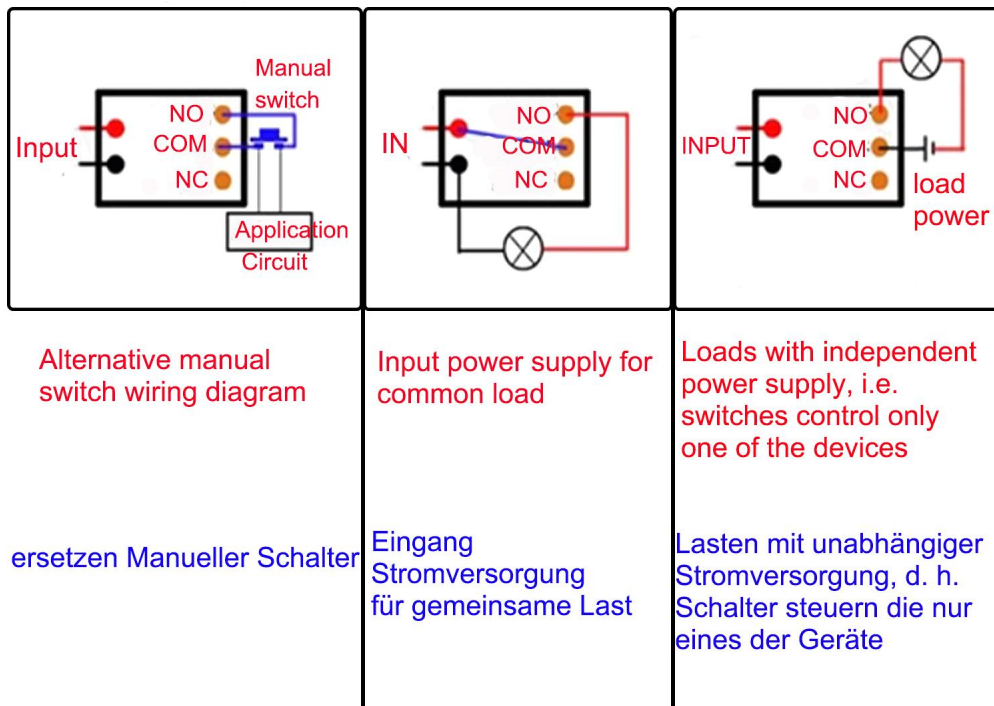 Manual
switch
NO
COM
NC
Input
Application
Circuit
NO
COM
NC
IN
NO
COM
NC
INPUT
load
power
Alternative manual
switch wiring diagram
Input power supply for
common load
Loads with independent
power supply, i.e.
switches control only
one of the devices
ersetzen Manueller Schalter
Eingang
Stromversorgung
für gemeinsame Last
Lasten mit unabhängiger
Stromversorgung, d. h.
Schalter steuern die nur
eines der Geräte